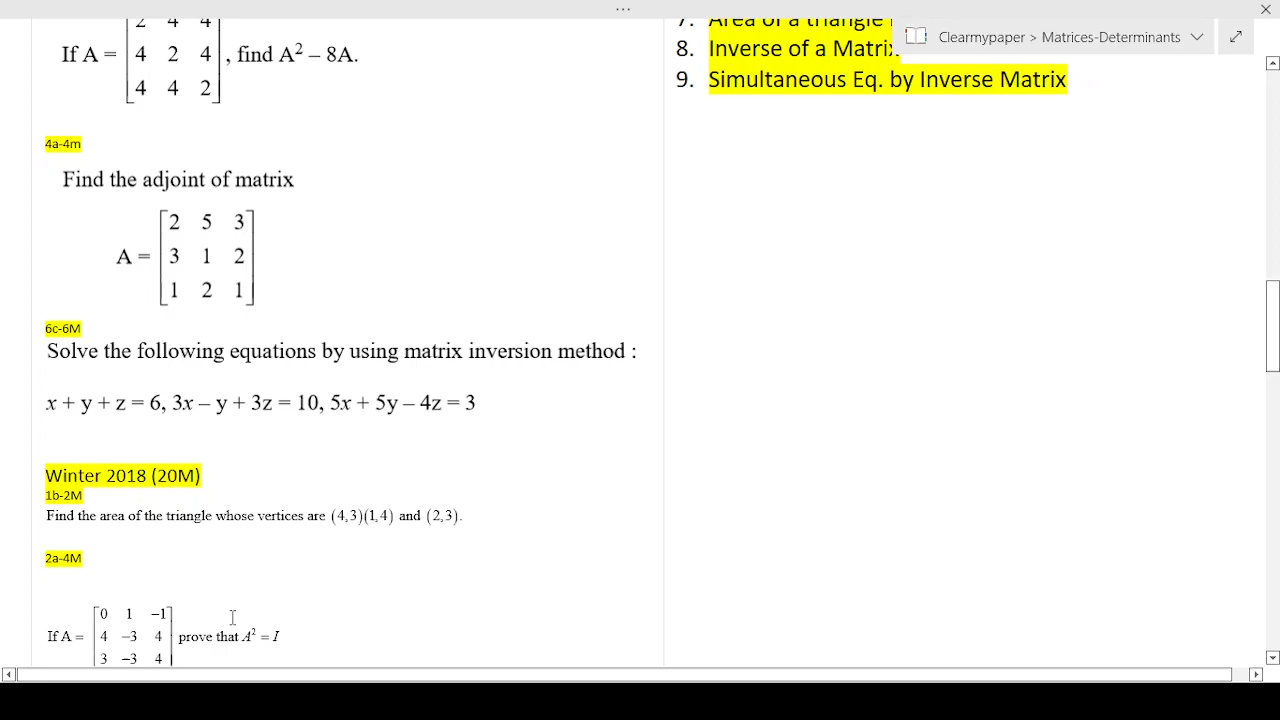 2 4 4
If A = 4 2 4 , find A² – 8A.
4 4 2
4a-4m
Find the adjoint of matrix
2 5 3
A = 3 1 2
1 2 1
6c-6M
Solve the following equations by using matrix inversion method :
x + y + z = 6, 3x – y + 3z = 10, 5x + 5y – 4z = 3
Winter 2018 (20M)
1b-2M
Find the area of the triangle whose vertices are (4,3)(1,4) and (2,3).
2a-4M
0 1 −1
If A = 4 −3 4 prove that A² = I
3 −3 4
7. Area of a triangle
8. Inverse of a Matrix
9. Simultaneous Eq. by Inverse Matrix
Clearmypaper > Matrices-Determinants